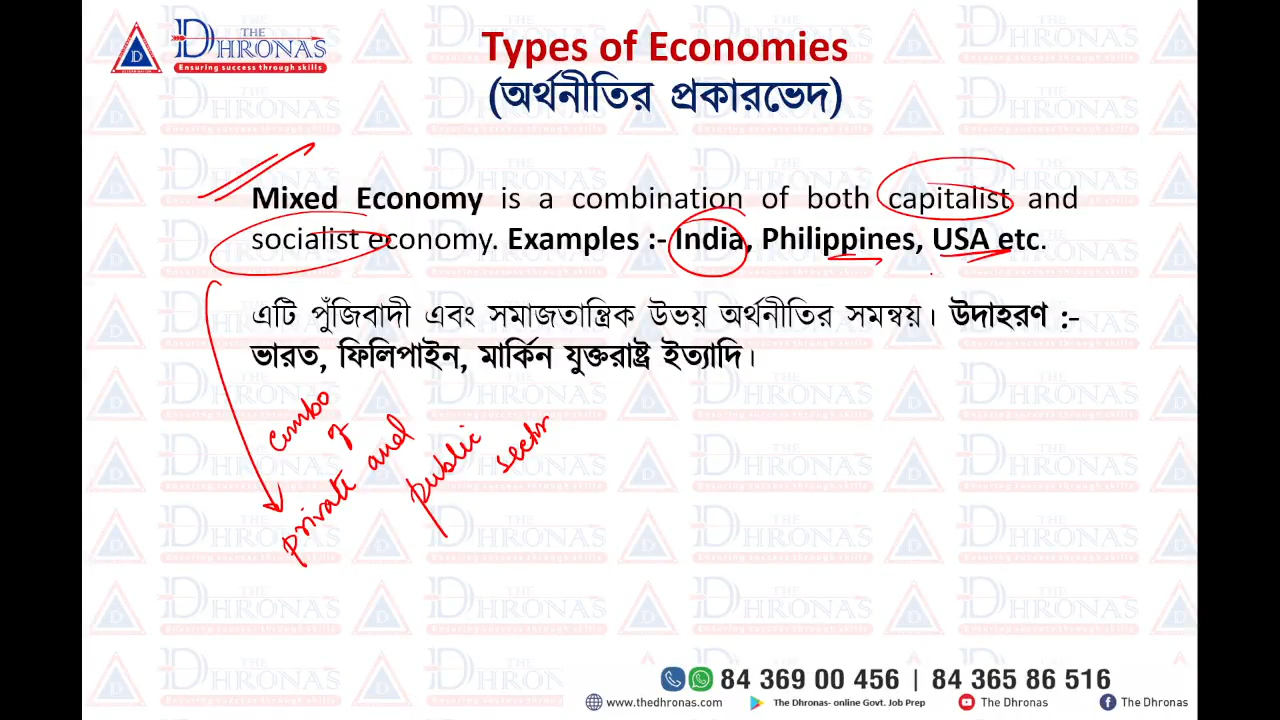 THE
DHRONAS
Ensuring success through skills
Types of Economies
(অর্থনীতির প্রকারভেদ)
Mixed Economy is a combination of both capitalist and
socialist economy. Examples :- India, Philippines, USA etc.
এটি পুঁজিবাদী এবং সমাজতান্ত্রিক উভয় অর্থনীতির সমন্বয়। উদাহরণ :-
ভারত, ফিলিপাইন, মার্কিন যুক্তরাষ্ট্র ইত্যাদি।
combo
of
private and
public sector
84 369 00 456 | 84 365 86 516
www.thedhronas.com The Dhronas- online Govt. Job Prep The Dhronas The Dhronas